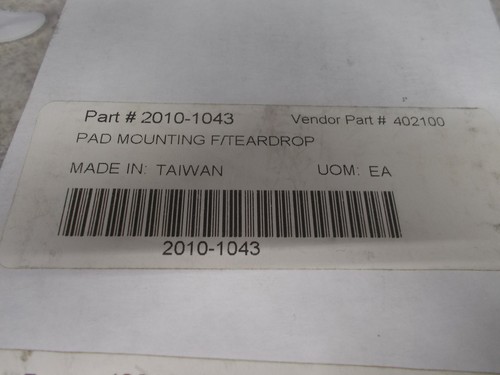 Part # 2010-1043 Vendor Part # 402100
PAD MOUNTING F/TEARDROP
MADE IN: TAIWAN UOM: EA
2010-1043